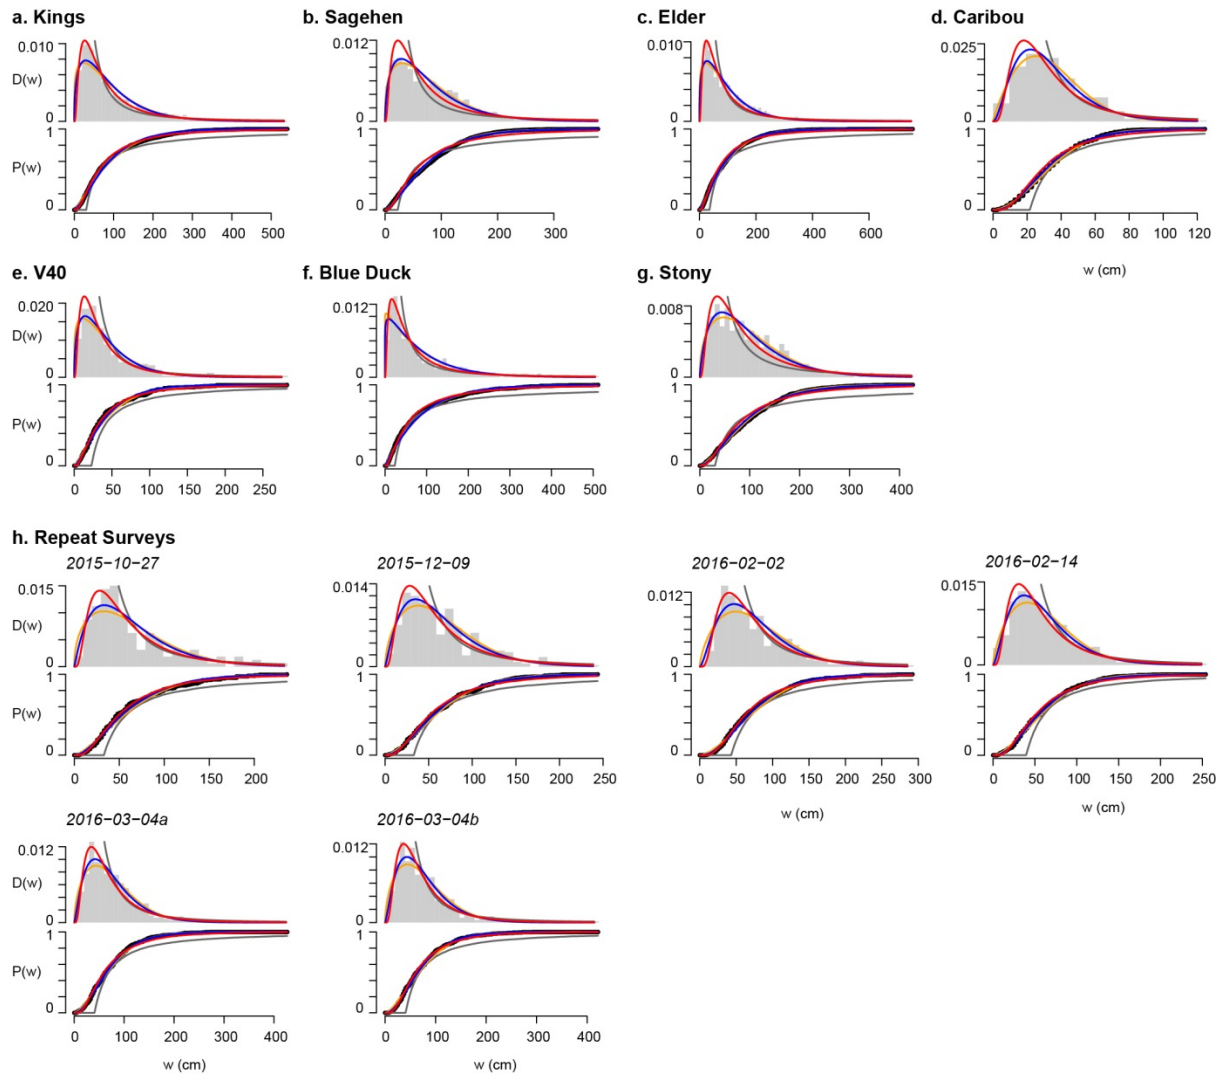 a. Kings
b. Sagehen
c. Elder
d. Caribou
0.010
D(w)
0
1
P(w)
0
0 100 200 300 400 500
0.012
0
1
0
0 100 200 300
0.010
0
1
0
0 200 400 600
0.025
0
1
0
0 20 40 60 80 100 120
w (cm)
e. V40
f. Blue Duck
g. Stony
0.020
D(w)
0
1
P(w)
0
0 50 100 150 200 250
0.012
0
1
0
0 100 200 300 400 500
0.008
0
1
0
0 100 200 300 400
h. Repeat Surveys
2015−10−27
2015−12−09
2016−02−02
2016−02−14
0.015
D(w)
0
1
P(w)
0
0 50 100 150 200
0.014
0
1
0
0 50 100 150 200 250
0.012
0
1
0
0 50 100 150 200 250 300
w (cm)
0.015
0
1
0
0 50 100 150 200 250
w (cm)
2016−03−04a
2016−03−04b
0.012
D(w)
0
1
P(w)
0
0 100 200 300 400
w (cm)
0.012
0
1
0
0 100 200 300 400
w (cm)